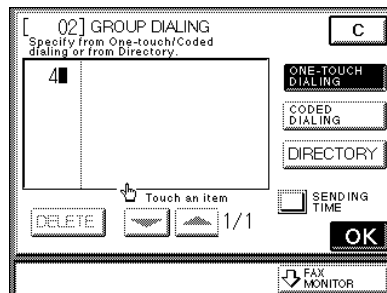 [ 02] GROUP DIALING
Specify from One-touch/Coded
dialing or from Directory.
C
4
ONE-TOUCH
DIALING
CODED
DIALING
DIRECTORY
Touch an item
SENDING
TIME
DELETE
1/1
OK
FAX
MONITOR